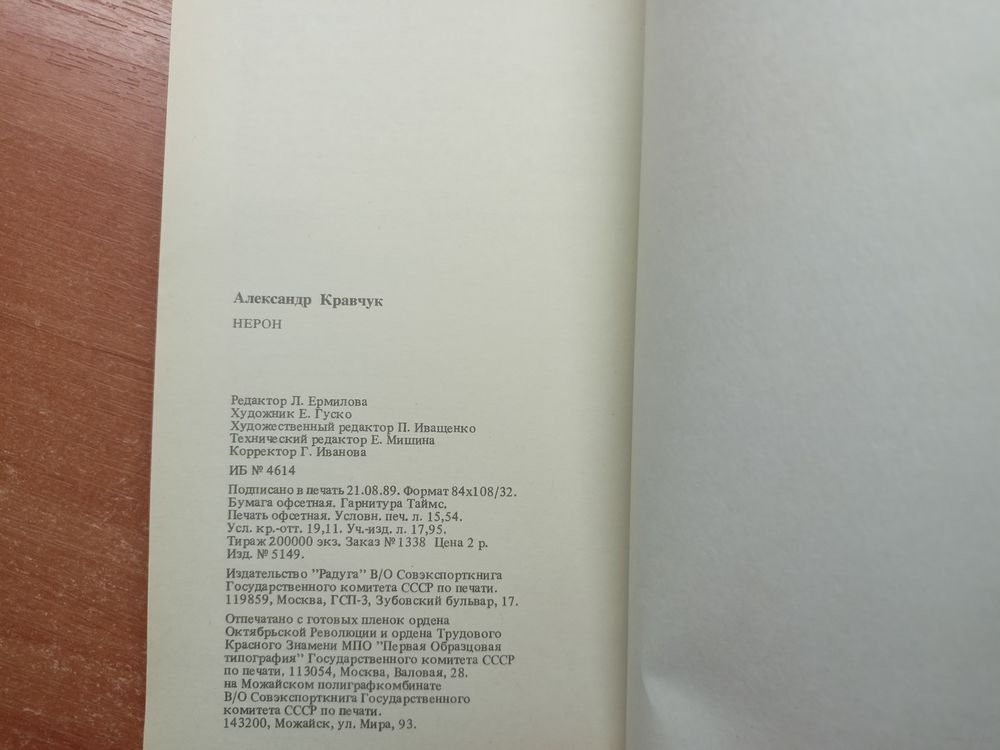 Александр Кравчук
НЕРОН
Редактор Л. Ермилова
Художник Е. Гуско
Художественный редактор П. Иващенко
Технический редактор Е. Мишина
Корректор Г. Иванова
ИБ № 4614
Подписано в печать 21.08.89. Формат 84х108/32.
Бумага офсетная. Гарнитура Таймс.
Печать офсетная. Условн. печ. л. 15,54.
Усл. кр.-отт. 19,11. Уч.-изд. л. 17,95.
Тираж 200000 экз. Заказ № 1338 Цена 2 р.
Изд. № 5149.
Издательство "Радуга" В/О Совэкспорткнига
Государственного комитета СССР по печати.
119859, Москва, ГСП-3, Зубовский бульвар, 17.
Отпечатано с готовых пленок ордена
Октябрьской Революции и ордена Трудового
Красного Знамени МПО "Первая Образцовая
типография" Государственного комитета СССР
по печати, 113054, Москва, Валовая, 28.
на Можайском полиграфкомбинате
В/О Совэкспорткнига Государственного
комитета СССР по печати.
143200, Можайск, ул. Мира, 93.